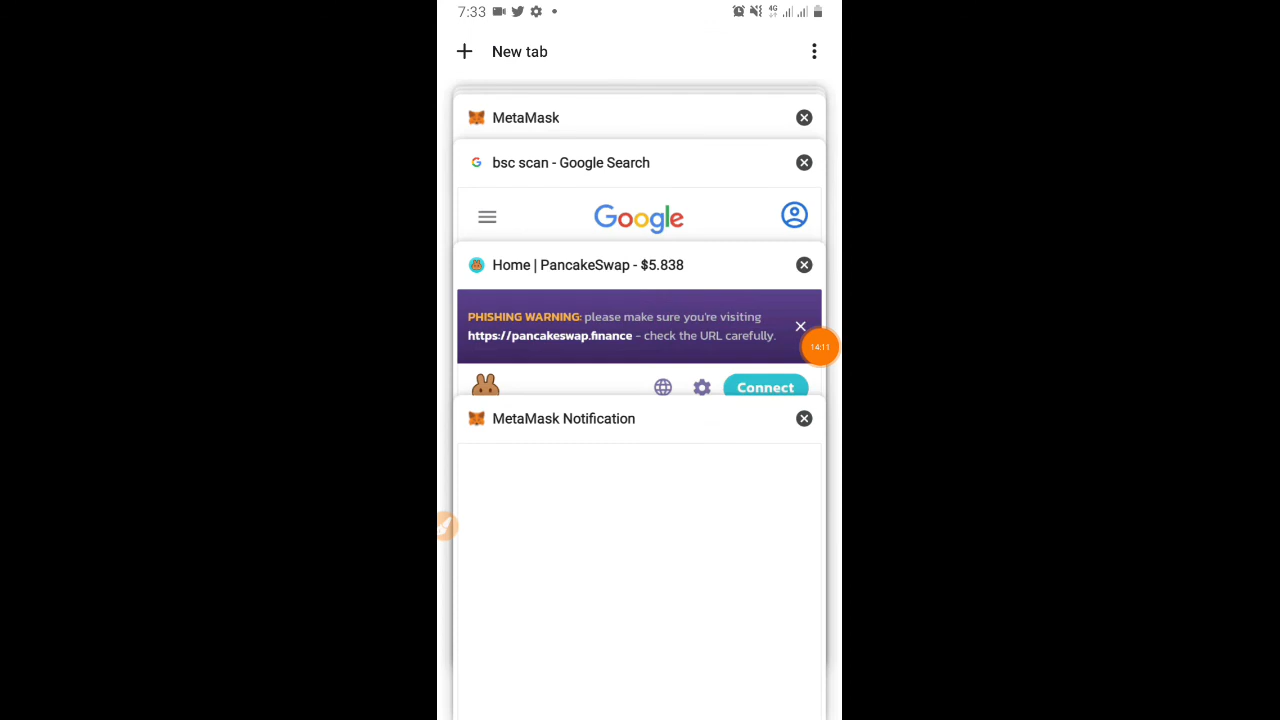 7:33
4G
New tab
MetaMask
bsc scan - Google Search
Google
Home | PancakeSwap - $5.838
PHISHING WARNING: please make sure you're visiting
https://pancakeswap.finance - check the URL carefully.
14:11
Connect
MetaMask Notification